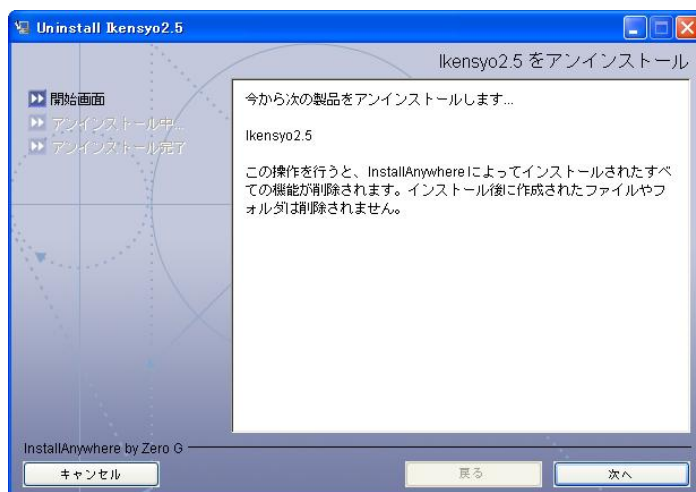 Uninstall Ikensyo2.5
Ikensyo2.5 をアンインストール
開始画面
アンインストール中...
アンインストール完了
今から次の製品をアンインストールします...
Ikensyo2.5
この操作を行うと、InstallAnywhereによってインストールされたすべ
ての機能が削除されます。インストール後に作成されたファイルやフ
ォルダは削除されません。
InstallAnywhere by Zero G
キャンセル
戻る
次へ